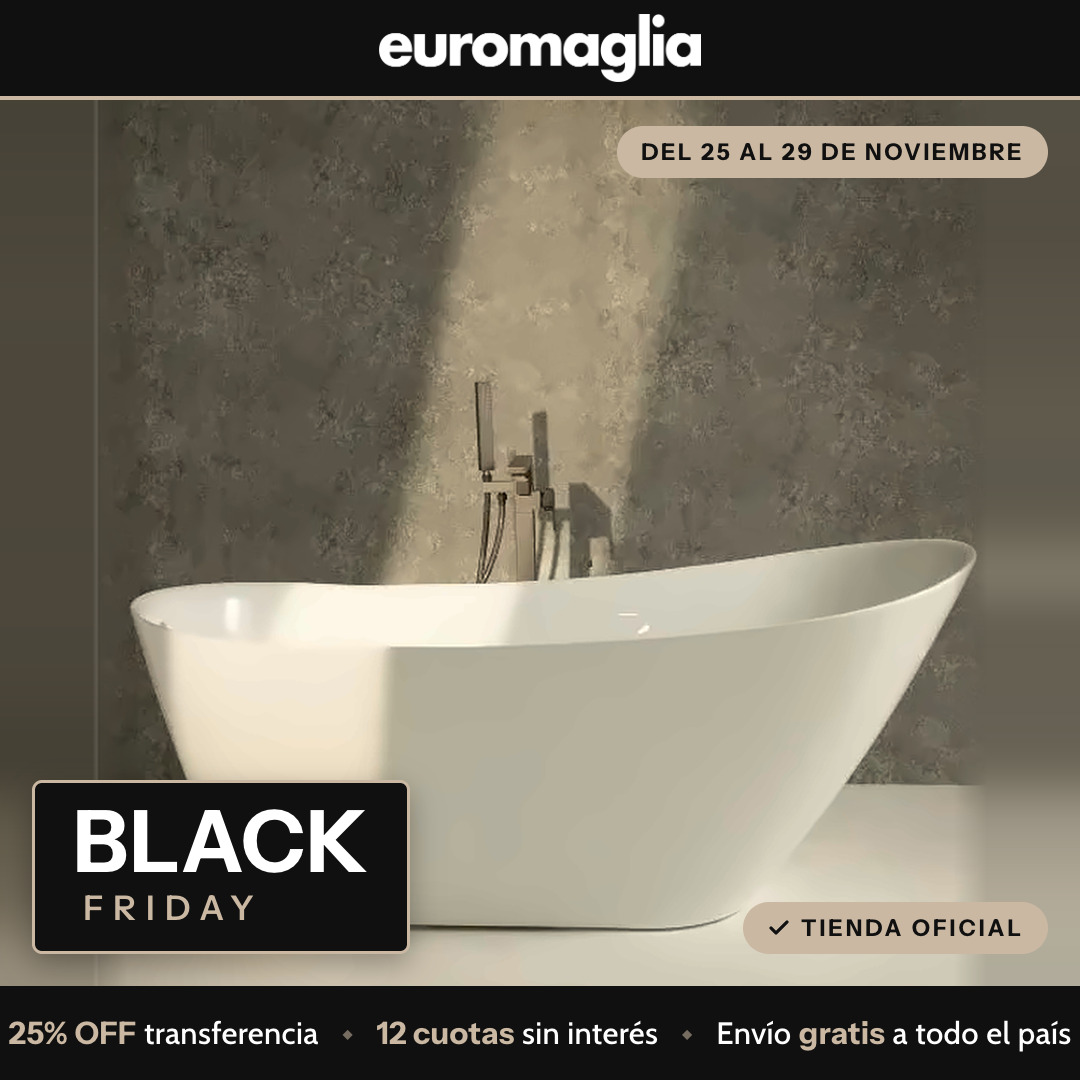 euromaglia
DEL 25 AL 29 DE NOVIEMBRE
BLACK
FRIDAY
TIENDA OFICIAL
25% OFF transferencia ◆ 12 cuotas sin interés ◆ Envío gratis a todo el país